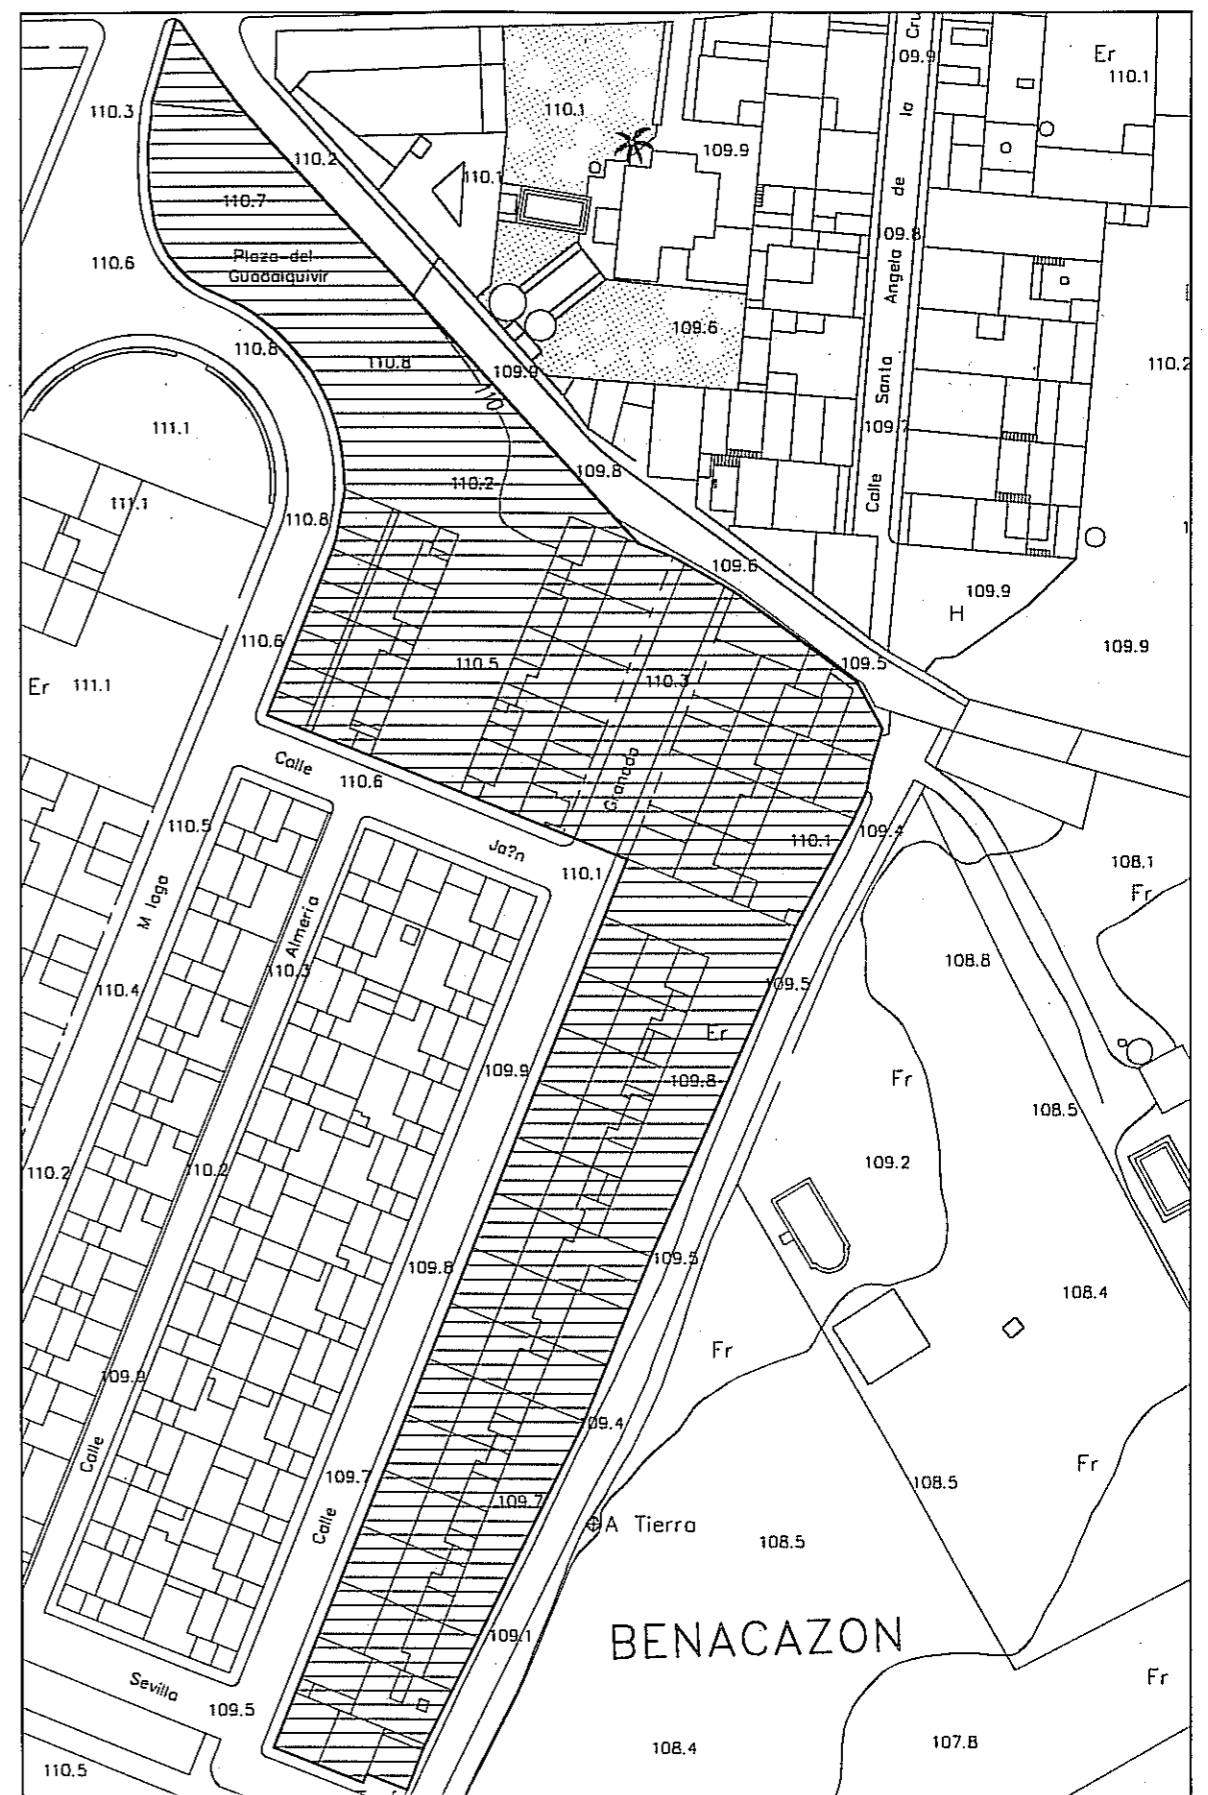 Er
110.1
09.9
Calle Santa Angela de la Cru
110.3
110.1
109.9
110.2
110.1
110.7
09.8
Plaza del
Guadalquivir
110.6
109.6
110.8
110.8
109.9
110.2
110
111.1
109.7
109.8
110.2
111.1
110.8
109.6
109.9
H
110.6
109.9
110.5
109.5
110.3
Er
111.1
Calle
Ja?n
110.6
Granada
110.5
110.1
109.4
110.1
108.1
M laga
Fr
Almería
110.3
108.8
110.4
109.5
Er
109.9
109.8
Fr
108.5
110.2
110.2
109.2
109.8
109.5
108.4
Fr
109.9
109.4
Calle
109.7
Fr
108.5
109.7
Calle
A Tierra
108.5
109.1
BENACAZON
Fr
Sevilla
109.5
108.4
107.8
110.5